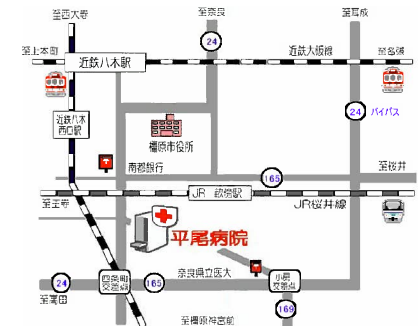 至西大寺
至奈良
至耳成
24
至上本町
近鉄八木駅
近鉄大阪線
至名張
近鉄八木
西口駅
橿原市役所
24
バイパス
南都銀行
165
至桜井
至王寺
JR 畝傍駅
JR桜井線
平尾病院
24
至高田
四条町
交差点
165
奈良県立医大
小房
交差点
169
至橿原神宮前